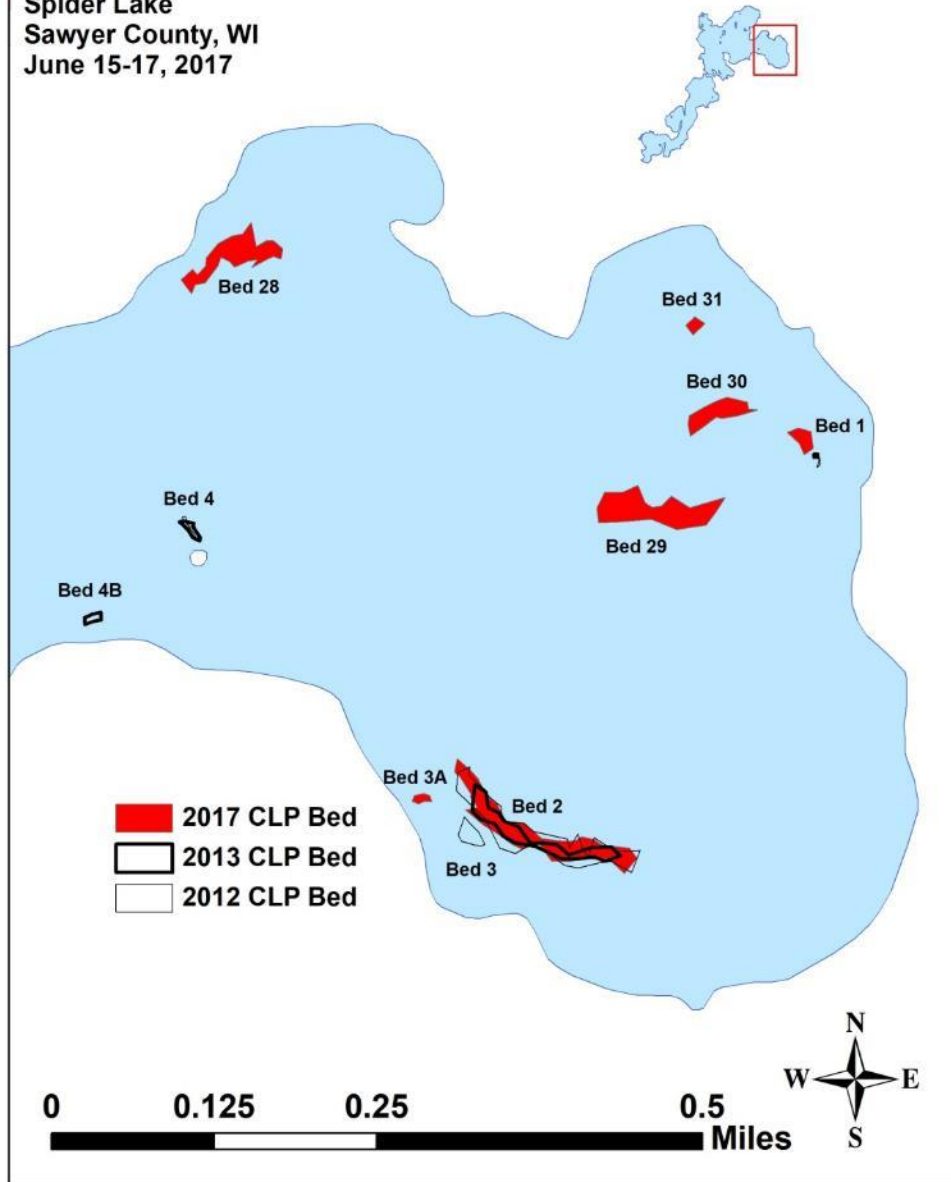 Spider Lake
Sawyer County, WI
June 15-17, 2017
Bed 28
Bed 31
Bed 30
Bed 1
Bed 4
Bed 29
Bed 4B
Bed 3A
Bed 2
Bed 3
2017 CLP Bed
2013 CLP Bed
2012 CLP Bed
N
W E
S
0 0.125 0.25 0.5
Miles